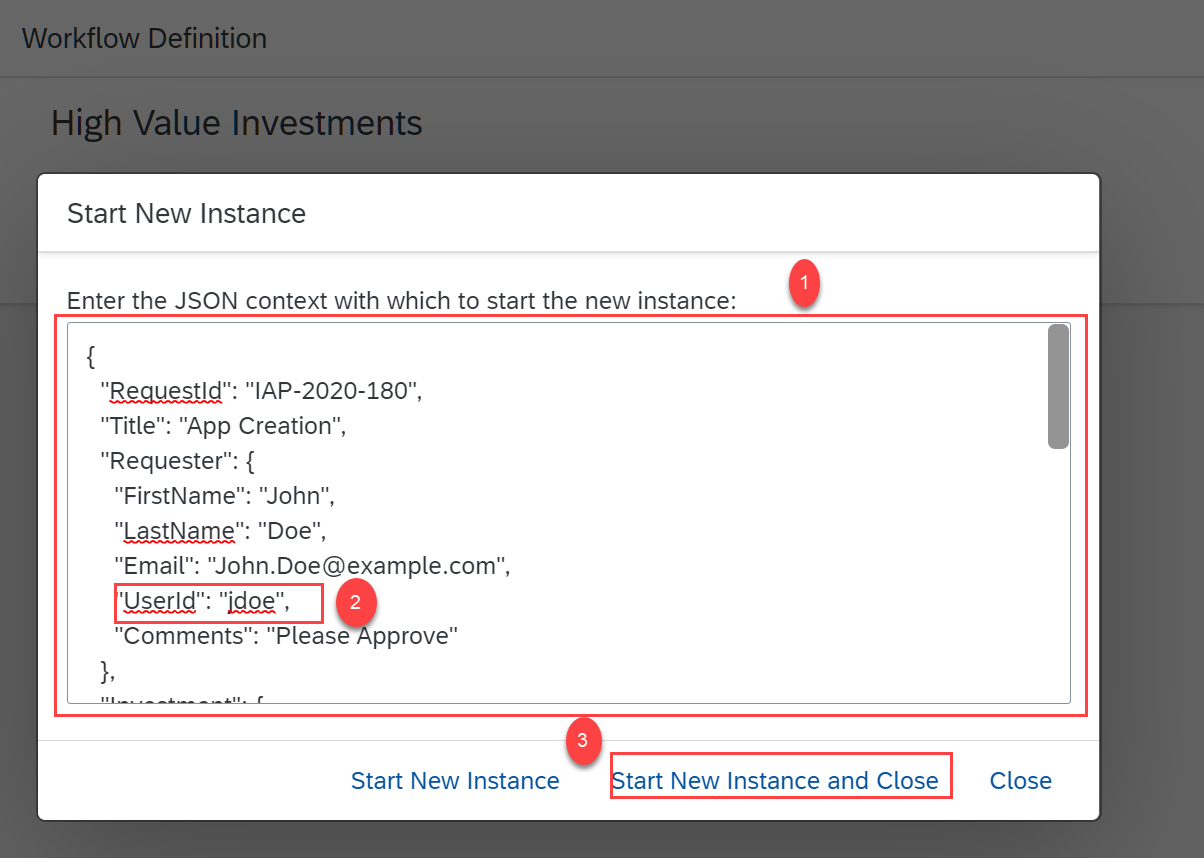 Workflow Definition
High Value Investments
Start New Instance
Enter the JSON context with which to start the new instance:
1
{
"RequestId": "IAP-2020-180",
"Title": "App Creation",
"Requester": {
"FirstName": "John",
"LastName": "Doe",
"Email": "John.Doe@example.com",
"UserId": "jdoe",
2
"Comments": "Please Approve"
},
"Investment": {
3
Start New Instance
Start New Instance and Close
Close